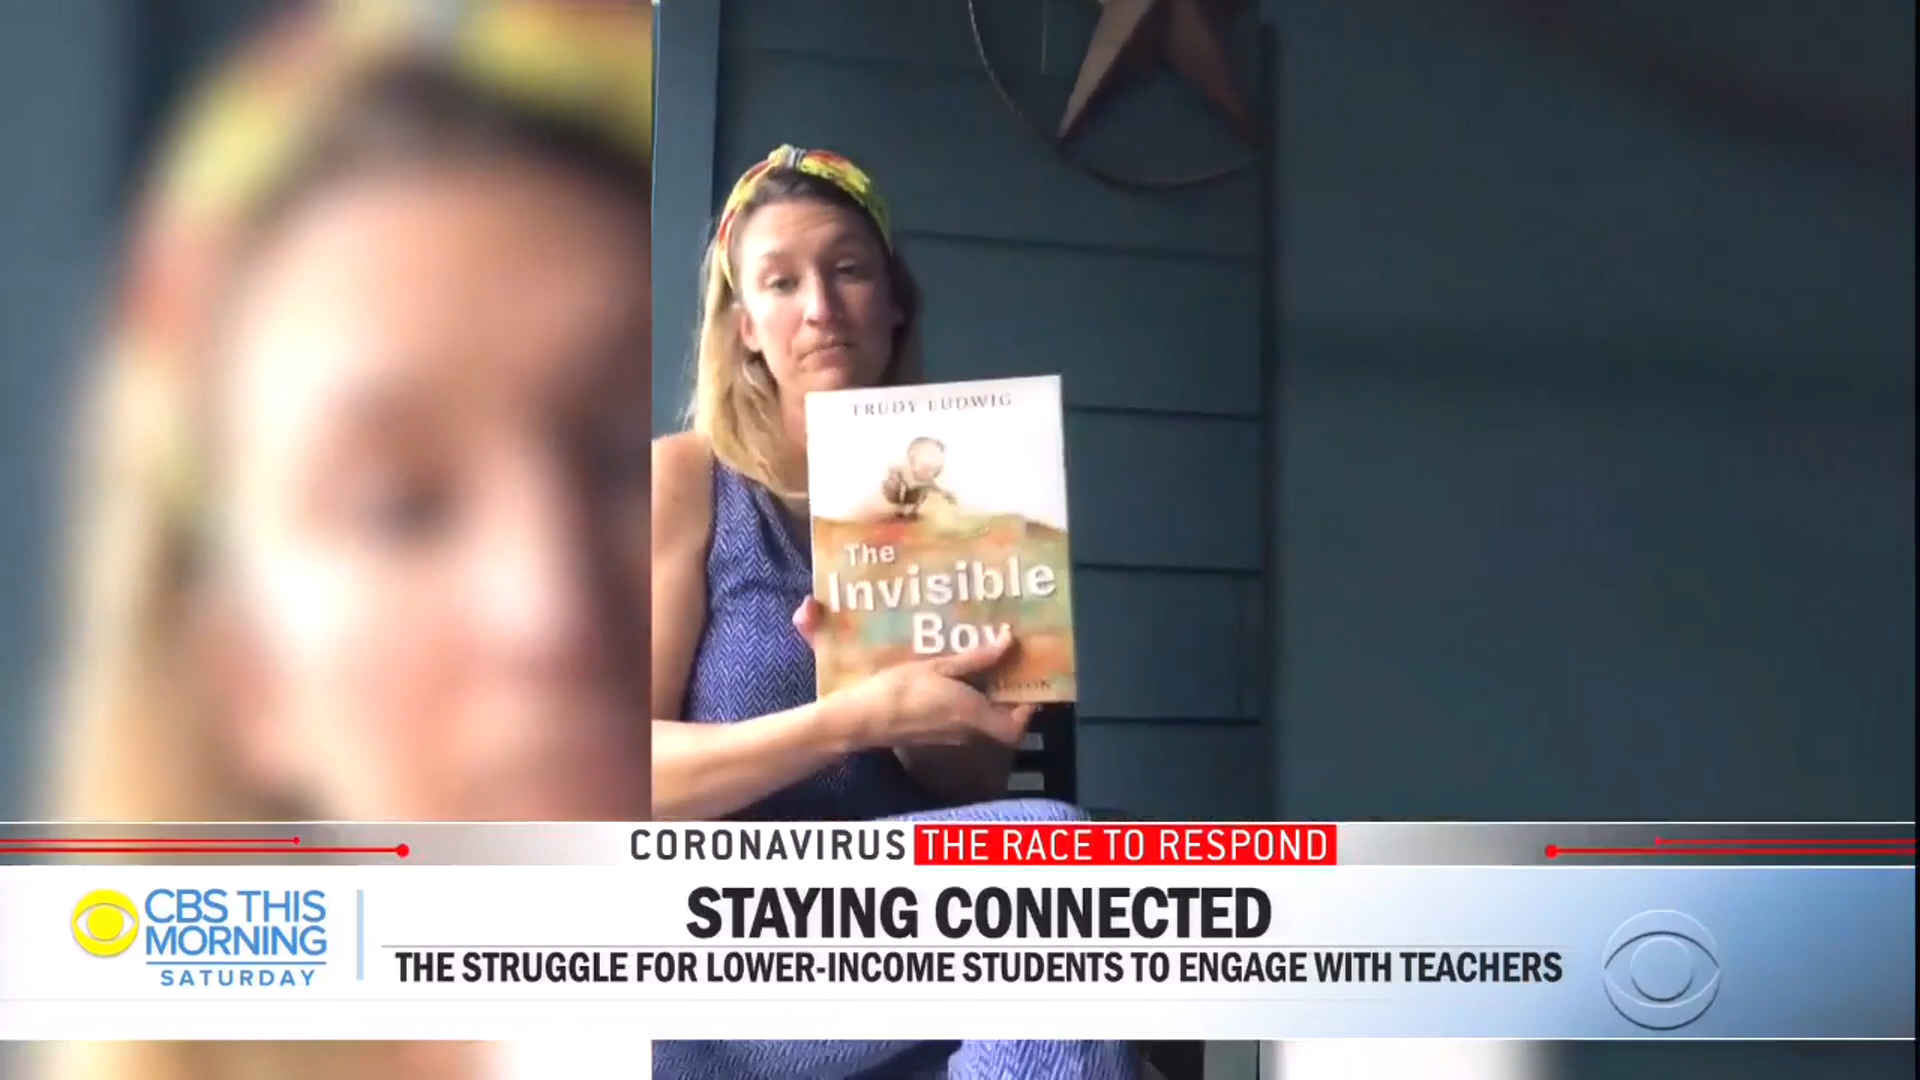 TRUDY LUDWIG
The
Invisible
Boy
CORONAVIRUS THE RACE TO RESPOND
STAYING CONNECTED
CBS THIS
MORNING
SATURDAY
THE STRUGGLE FOR LOWER-INCOME STUDENTS TO ENGAGE WITH TEACHERS